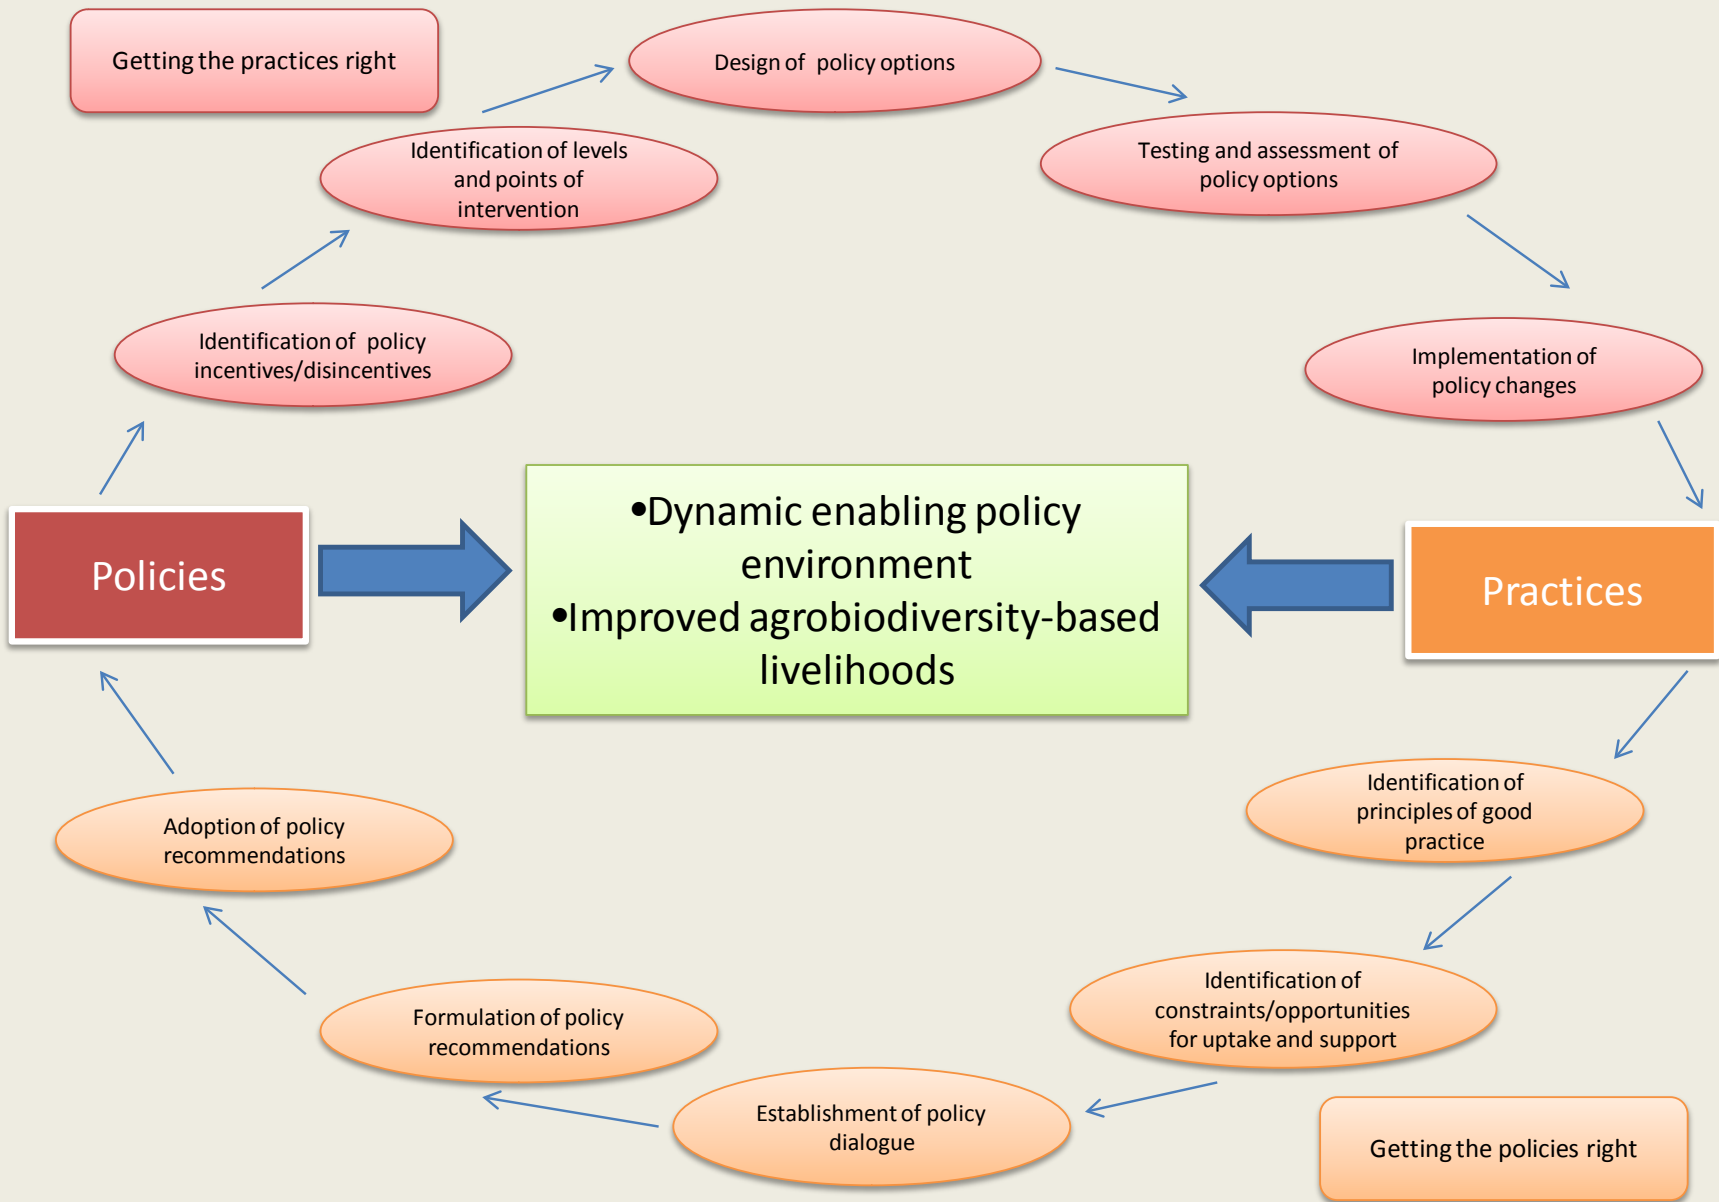 Getting the practices right
Design of policy options
Identification of levels
and points of
intervention
Testing and assessment of
policy options
Identification of policy
incentives/disincentives
Implementation of
policy changes
Policies
•Dynamic enabling policy
environment
•Improved agrobiodiversity-based
livelihoods
Practices
Identification of
principles of good
practice
Adoption of policy
recommendations
Identification of
constraints/opportunities
for uptake and support
Formulation of policy
recommendations
Establishment of policy
dialogue
Getting the policies right